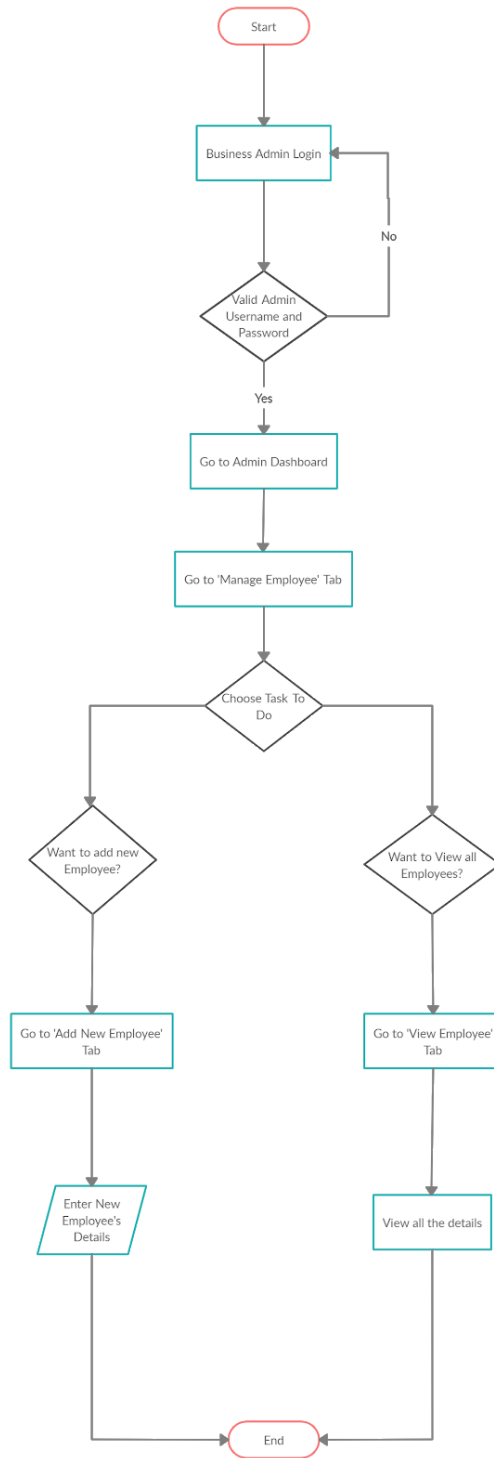 Start
Business Admin Login
No
Valid Admin
Username and
Password
Yes
Go to Admin Dashboard
Go to 'Manage Employee' Tab
Choose Task To
Do
Want to add new
Employee?
Want to View all
Employees?
Go to 'Add New Employee'
Tab
Go to 'View Employee'
Tab
Enter New
Employee's
Details
View all the details
End